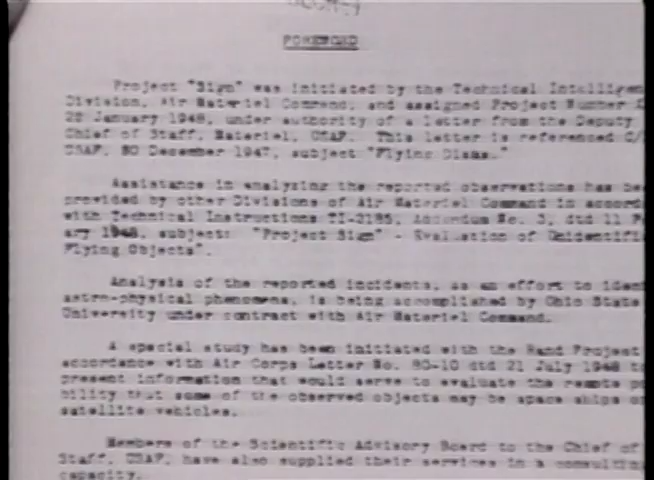 FOREWORD
Project "Sign" was initiated by the Technical Intelligen
Division, Air Materiel Command, and assigned Project Number
22 January 1948, under authority of a letter from the Deputy
Chief of Staff, Materiel, USAF. This letter is referenced C/
USAF, 30 December 1947, subject "Flying Discs."
Assistance in analyzing the reported observations has bee
provided by other Divisions of Air Materiel Command in accord
with Technical Instructions TI-2185, Addendum No. 3, dtd 11 F
ary 1948, subject: "Project Sign" - Evaluation of Unidentifi
Flying Objects".
Analysis of the reported incidents, as an effort to iden
astro-physical phenomena, is being accomplished by Ohio State
University under contract with Air Materiel Command.
A special study has been initiated with the Rand Project
accordance with Air Corps Letter No. 80-10 dtd 21 July 1948 to
present information that would serve to evaluate the remote po
bility that some of the observed objects may be space ships or
satellite vehicles.
Members of the Scientific Advisory Board to the Chief of
Staff, USAF, have also supplied their services in a consulting
capacity.